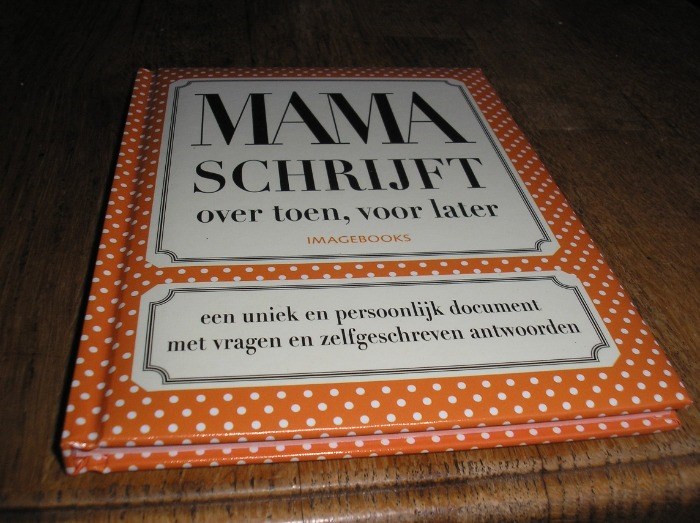 MAMA
SCHRIJFT
over toen, voor later
IMAGEBOOKS
een uniek en persoonlijk document
met vragen en zelfgeschreven antwoorden